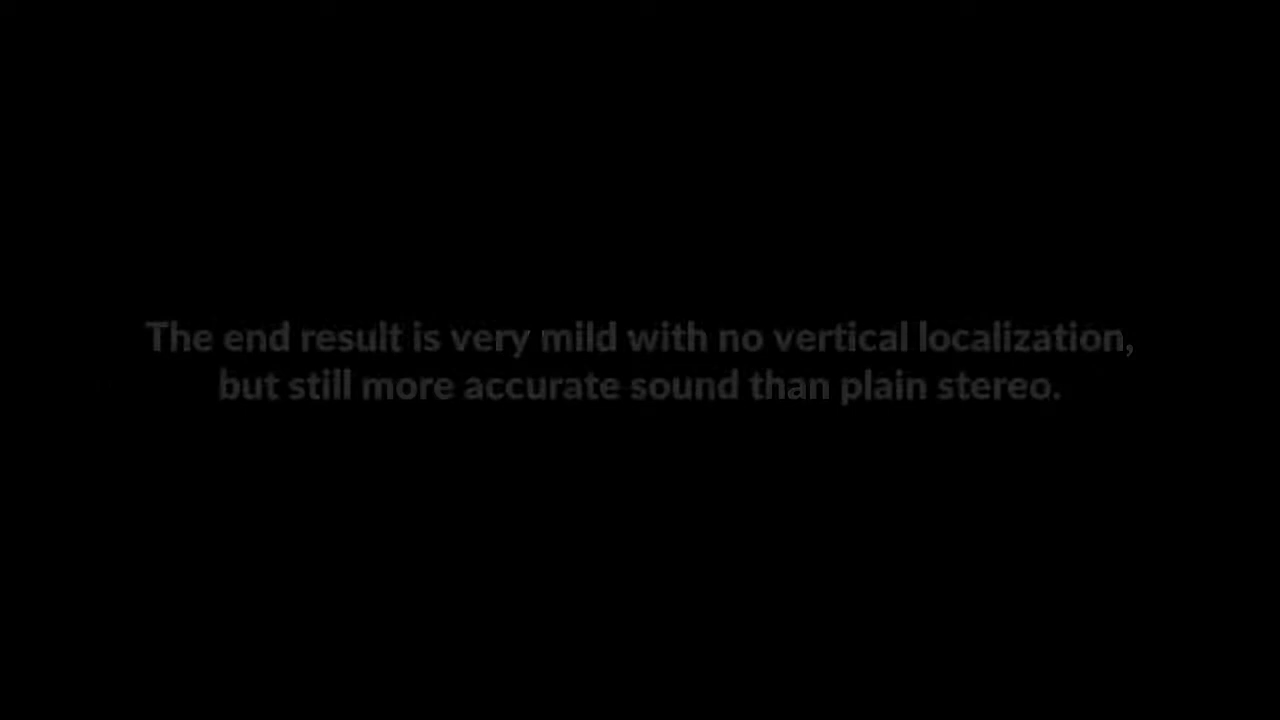 The end result is very mild with no vertical localization,
but still more accurate sound than plain stereo.